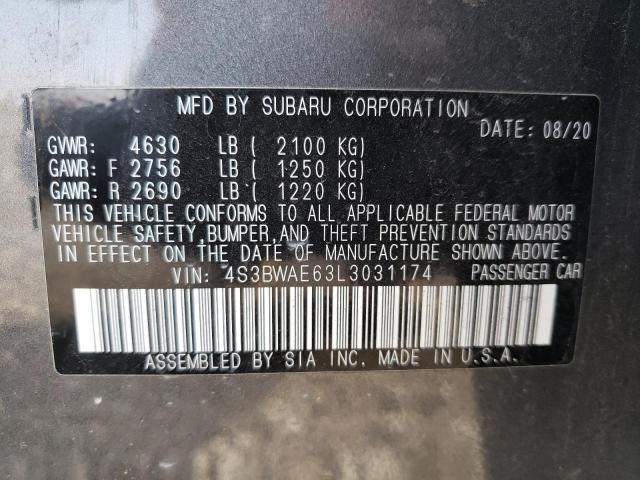 MFD BY SUBARU CORPORATION
DATE: 08/20
GVWR: 4630 LB ( 2100 KG)
GAWR: F 2756 LB ( 1250 KG)
GAWR: R 2690 LB ( 1220 KG)
THIS VEHICLE CONFORMS TO ALL APPLICABLE FEDERAL MOTOR
VEHICLE SAFETY, BUMPER, AND THEFT PREVENTION STANDARDS
IN EFFECT ON THE DATE OF MANUFACTURE SHOWN ABOVE.
VIN: 4S3BWAE63L3031174 PASSENGER CAR
ASSEMBLED BY SIA INC. MADE IN U.S.A.